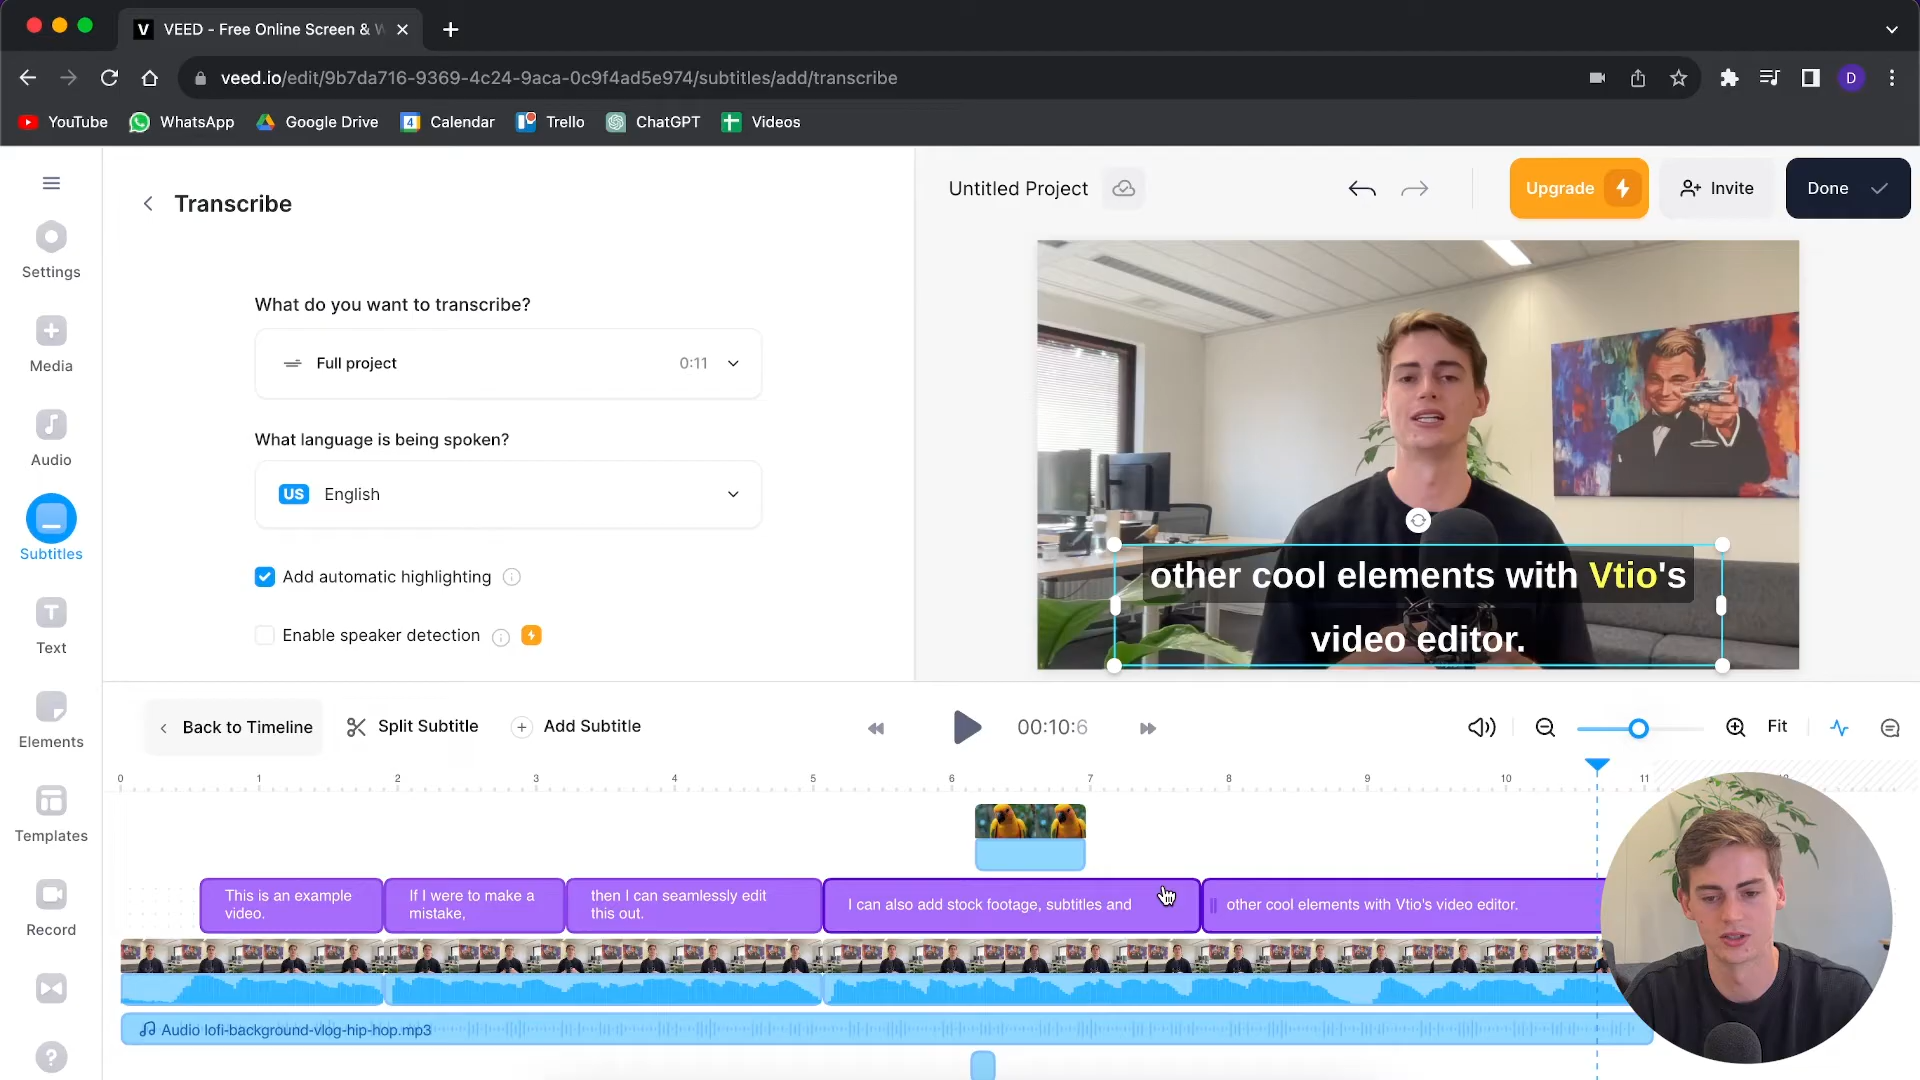 VEED - Free Online Screen & W
veed.io/edit/9b7da716-9369-4c24-9aca-0c9f4ad5e974/subtitles/add/transcribe
D
YouTube
WhatsApp
Google Drive
4 Calendar
Trello
ChatGPT
Videos
Settings
Media
Audio
Subtitles
Text
Elements
Templates
Record
Transcribe
What do you want to transcribe?
Full project 0:11
What language is being spoken?
US English
Add automatic highlighting
Enable speaker detection
Untitled Project
Upgrade
Invite
Done
other cool elements with Vtio's
video editor.
Back to Timeline
Split Subtitle
Add Subtitle
00:10:6
Fit
0 1 2 3 4 5 6 7 8 9 10 11
This is an example
video.
If I were to make a
mistake,
then I can seamlessly edit
this out.
I can also add stock footage, subtitles and
other cool elements with Vtio's video editor.
Audio lofi-background-vlog-hip-hop.mp3